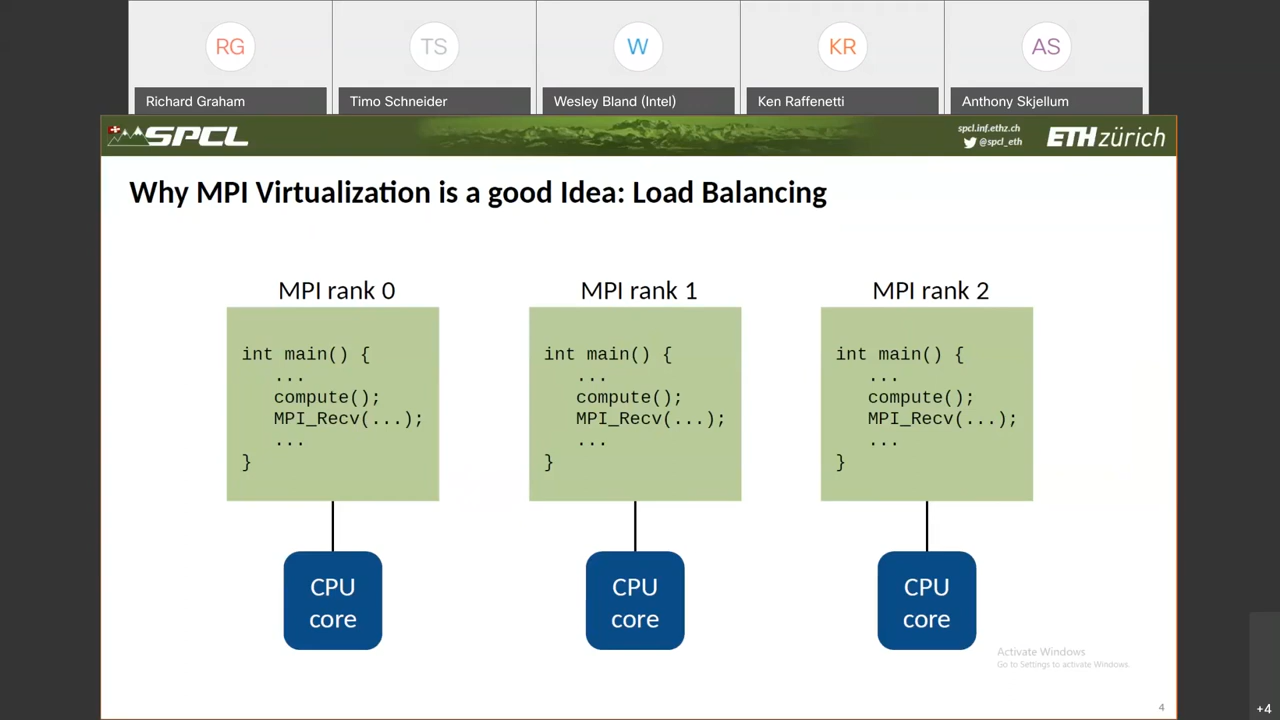 RG
TS
W
KR
AS
Richard Graham
Timo Schneider
Wesley Bland (Intel)
Ken Raffenetti
Anthony Skjellum
SPCL
spcl.inf.ethz.ch
@spcl_eth
ETH zürich
Why MPI Virtualization is a good Idea: Load Balancing
MPI rank 0
int main() {
...
compute();
MPI_Recv(...);
...
}
CPU
core
MPI rank 1
int main() {
...
compute();
MPI_Recv(...);
...
}
CPU
core
MPI rank 2
int main() {
...
compute();
MPI_Recv(...);
...
}
CPU
core
Activate Windows
Go to Settings to activate Windows.
4
+4